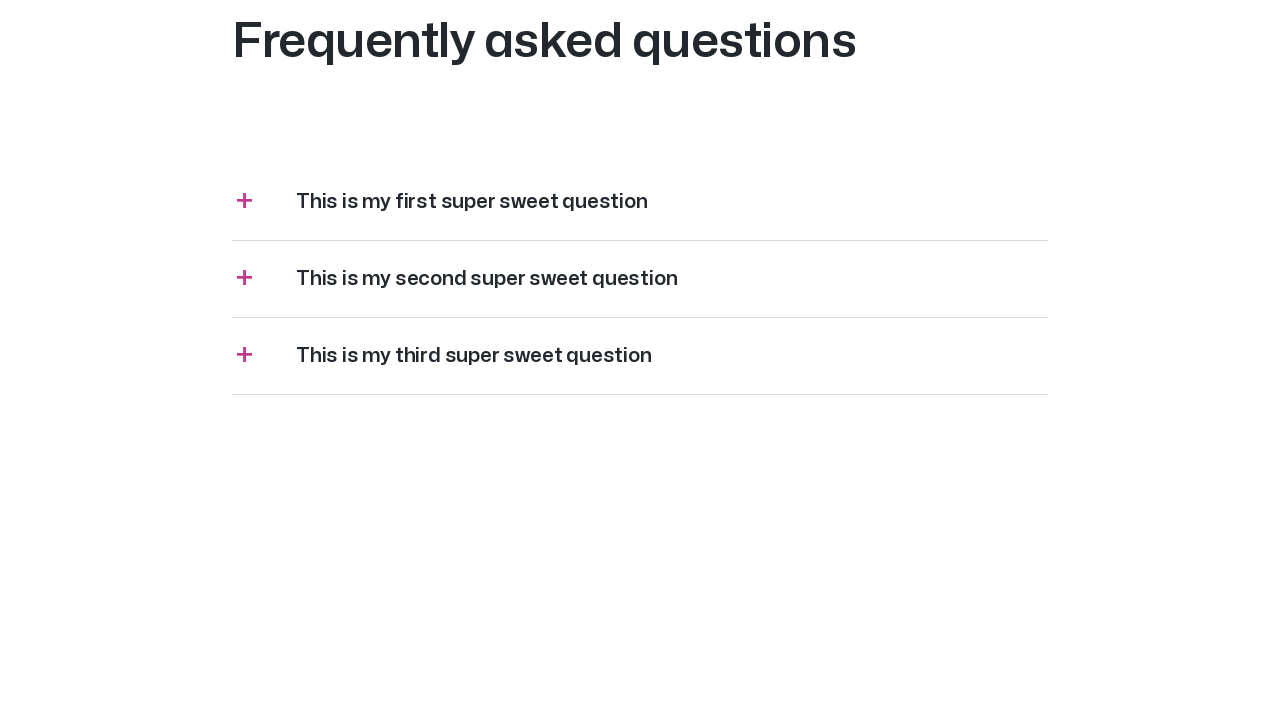 Frequently asked questions
This is my first super sweet question
This is my second super sweet question
This is my third super sweet question